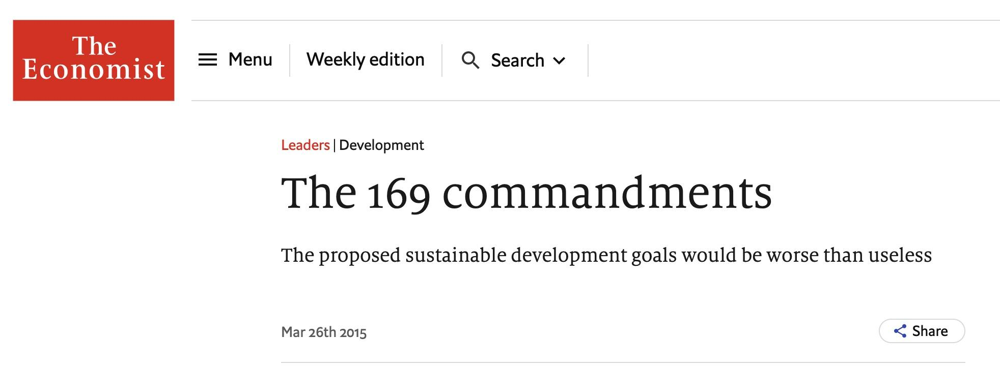 The
Economist
Menu
Weekly edition
Search
Leaders | Development
The 169 commandments
The proposed sustainable development goals would be worse than useless
Mar 26th 2015
Share